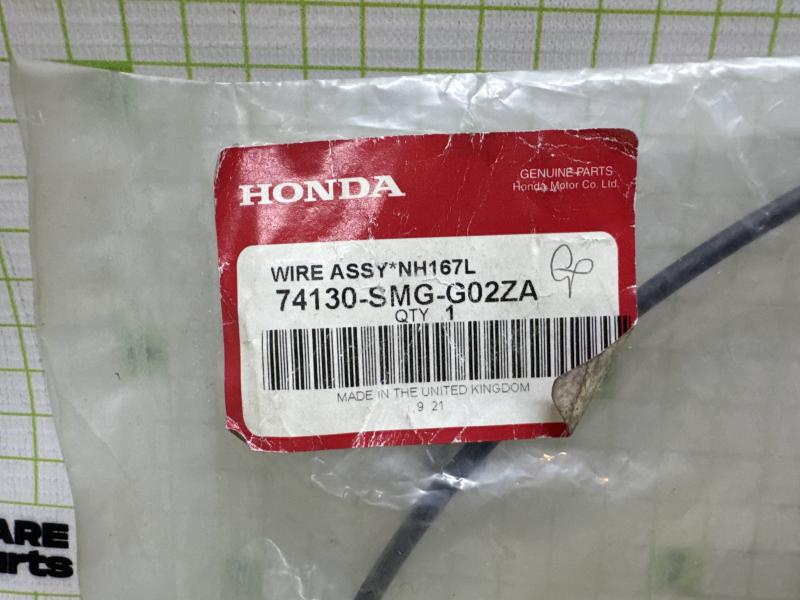 HONDA
GENUINE PARTS
Honda Motor Co. Ltd.
WIRE ASSY*NH167L
74130-SMG-G02ZA
QTY 1
MADE IN THE UNITED KINGDOM
9 21
ARE
arts